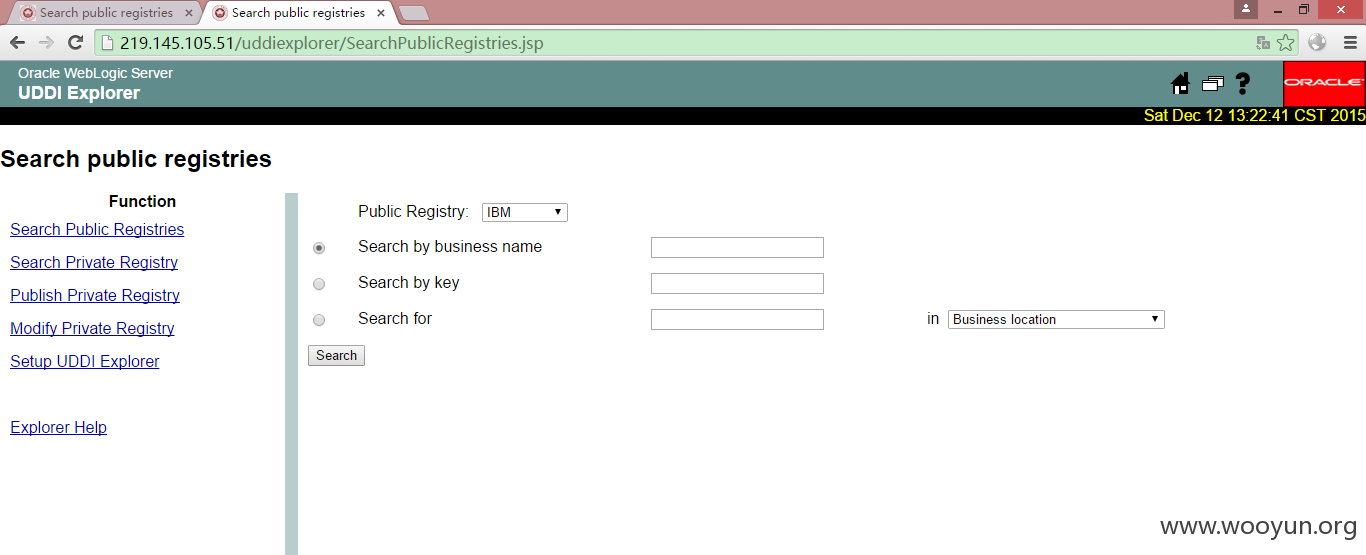 Search public registries
Search public registries
219.145.105.51/uddiexplorer/SearchPublicRegistries.jsp
Oracle WebLogic Server
UDDI Explorer
ORACLE
Sat Dec 12 13:22:41 CST 2015
Search public registries
Function
Search Public Registries
Search Private Registry
Publish Private Registry
Modify Private Registry
Setup UDDI Explorer
Explorer Help
Public Registry: IBM
Search by business name
Search by key
Search for in Business location
Search
www.wooyun.org